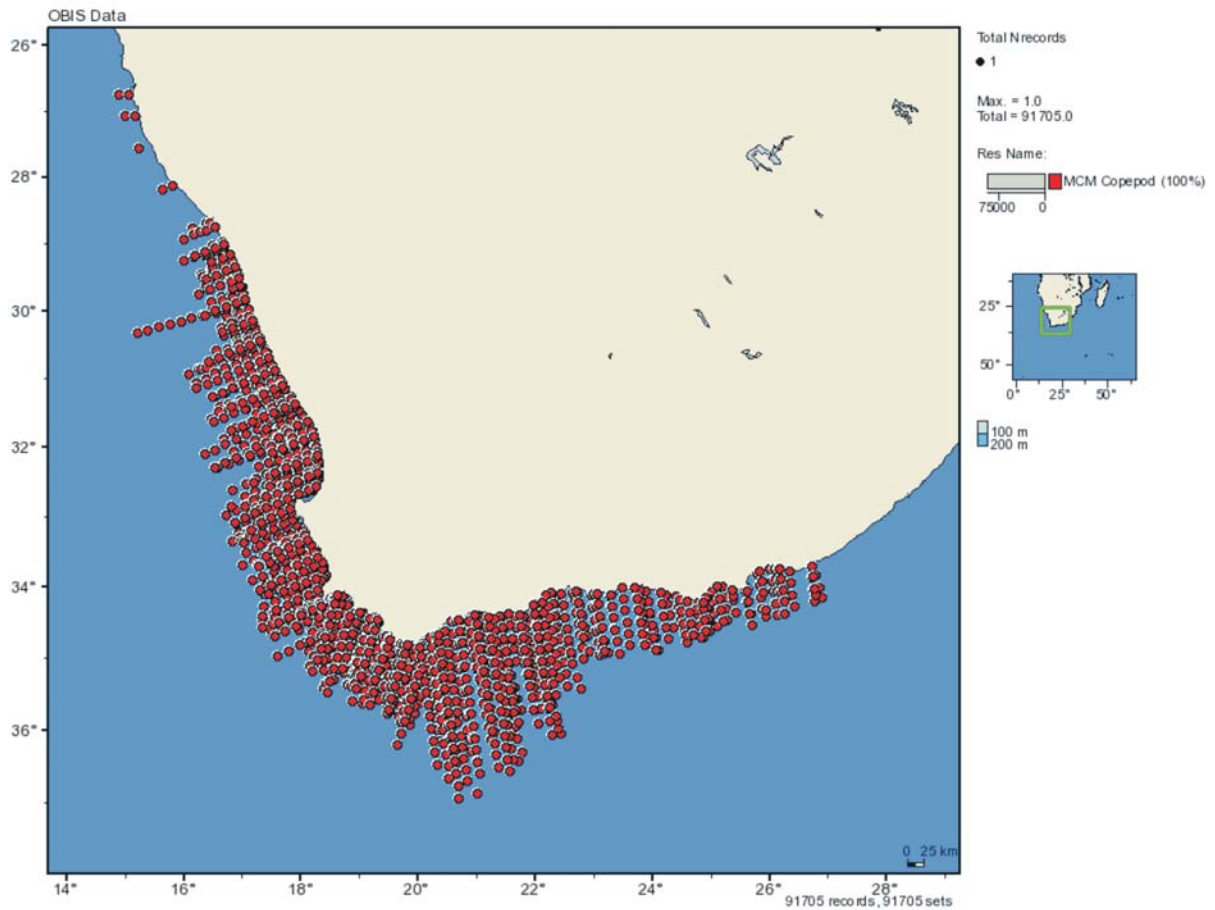 OBIS Data
26°
28°
30°
32°
34°
36°
14°
16°
18°
20°
22°
24°
26°
28°
0 25 km
91705 records, 91705 sets
Total Nrecords
1
Max. = 1.0
Total = 91705.0
Res Name:
MCM Copepod (100%)
75000 0
25°
50°
0° 25° 50°
100 m
200 m